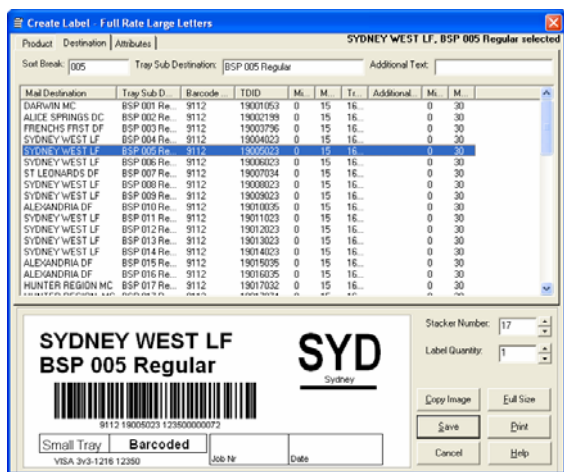 Create Label - Full Rate Large Letters
Product Destination Attributes SYDNEY WEST LF, BSP 005 Regular selected
Sort Break: 005 Tray Sub Destination: BSP 005 Regular Additional Text:
Mail Destination Tray Sub D... Barcode ... TDID Mi... M... Tr... Additional... Mi... M...
DARWIN MC BSP 001 Re... 9112 19001053 0 15 16... 0 30
ALICE SPRINGS DC BSP 002 Re... 9112 19002199 0 15 16... 0 30
FRENCHS FRST DF BSP 003 Re... 9112 19003796 0 15 16... 0 30
SYDNEY WEST LF BSP 004 Re... 9112 19004023 0 15 16... 0 30
SYDNEY WEST LF BSP 005 Re... 9112 19005023 0 15 16... 0 30
SYDNEY WEST LF BSP 006 Re... 9112 19006023 0 15 16... 0 30
ST LEONARDS DF BSP 007 Re... 9112 19007034 0 15 16... 0 30
SYDNEY WEST LF BSP 008 Re... 9112 19008023 0 15 16... 0 30
SYDNEY WEST LF BSP 009 Re... 9112 19009023 0 15 16... 0 30
ALEXANDRIA DF BSP 010 Re... 9112 19010035 0 15 16... 0 30
SYDNEY WEST LF BSP 011 Re... 9112 19011023 0 15 16... 0 30
SYDNEY WEST LF BSP 012 Re... 9112 19012023 0 15 16... 0 30
SYDNEY WEST LF BSP 013 Re... 9112 19013023 0 15 16... 0 30
SYDNEY WEST LF BSP 014 Re... 9112 19014023 0 15 16... 0 30
ALEXANDRIA DF BSP 015 Re... 9112 19015035 0 15 16... 0 30
ALEXANDRIA DF BSP 016 Re... 9112 19016035 0 15 16... 0 30
HUNTER REGION MC BSP 017 Re... 9112 19017032 0 15 16... 0 30
SYDNEY WEST LF
BSP 005 Regular
SYD
Sydney
9112 19005023 123500000072
Small Tray Barcoded
VISA 3v3-1216 12350 Job Nr Date
Stacker Number: 17
Label Quantity: 1
Copy Image Full Size
Save Print
Cancel Help